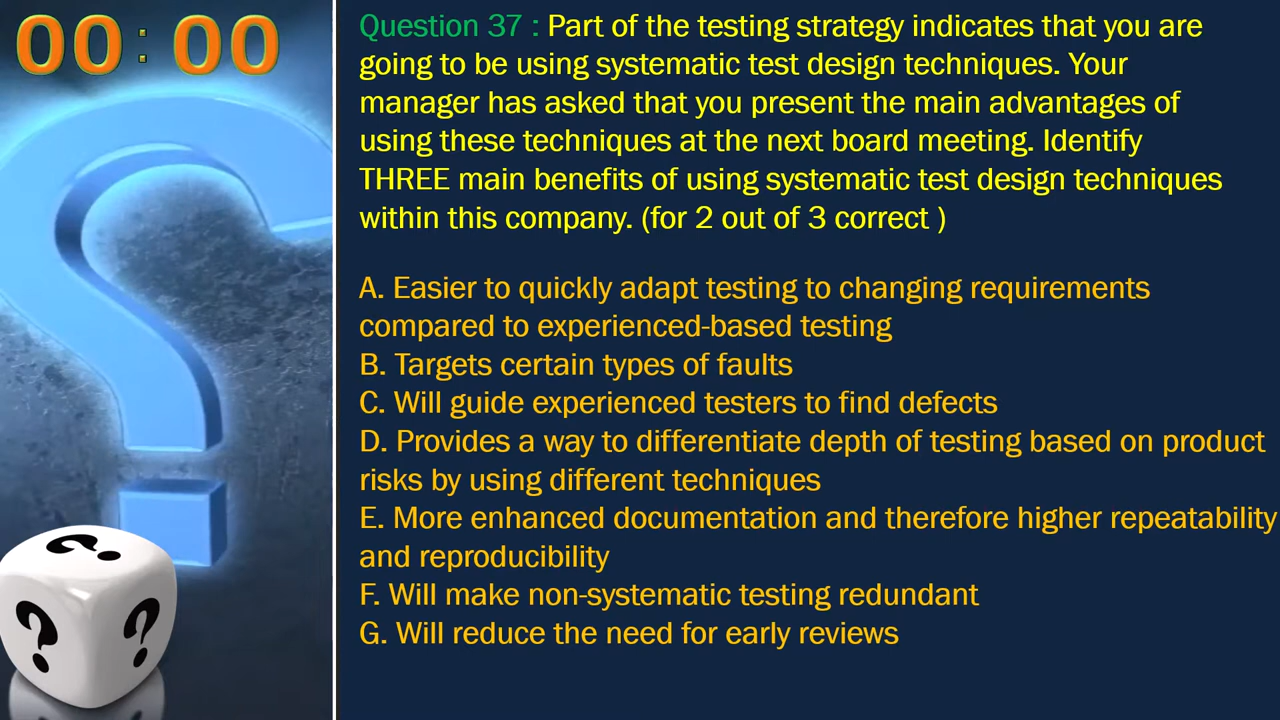 00:00
Question 37 : Part of the testing strategy indicates that you are
going to be using systematic test design techniques. Your
manager has asked that you present the main advantages of
using these techniques at the next board meeting. Identify
THREE main benefits of using systematic test design techniques
within this company. (for 2 out of 3 correct )
A. Easier to quickly adapt testing to changing requirements
compared to experienced-based testing
B. Targets certain types of faults
C. Will guide experienced testers to find defects
D. Provides a way to differentiate depth of testing based on product
risks by using different techniques
E. More enhanced documentation and therefore higher repeatability
and reproducibility
F. Will make non-systematic testing redundant
G. Will reduce the need for early reviews